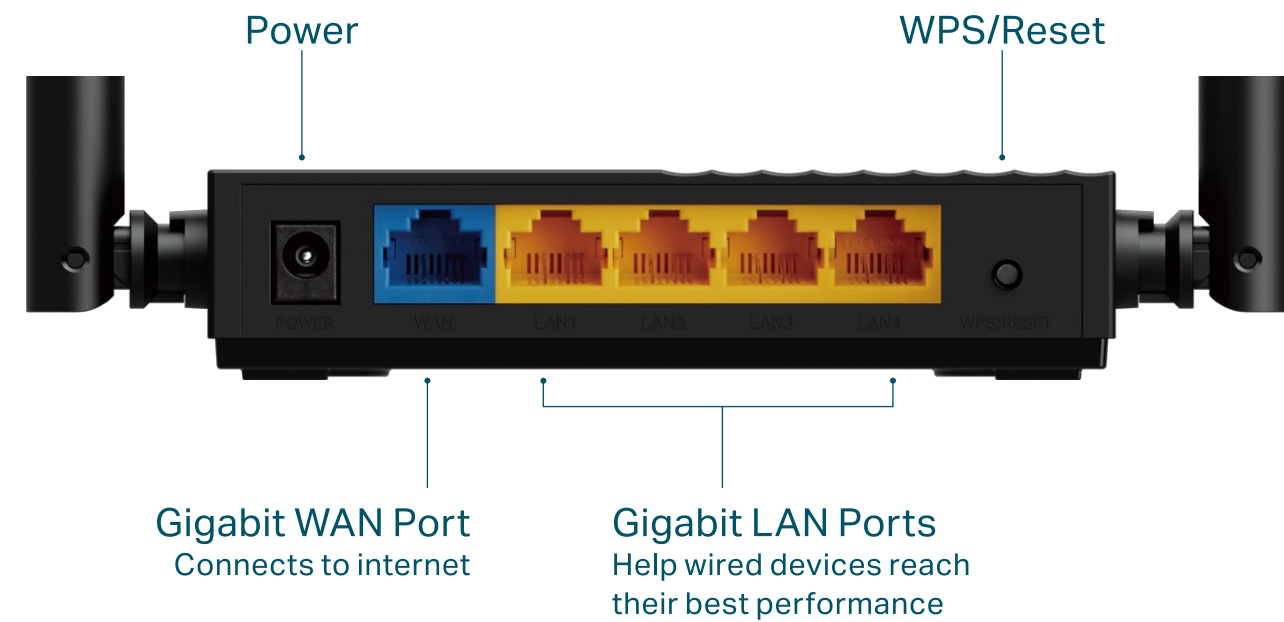 Power
WPS/Reset
POWER
WAN
LAN1
LAN2
LAN3
LAN4
WPS/RESET
Gigabit WAN Port
Connects to internet
Gigabit LAN Ports
Help wired devices reach
their best performance